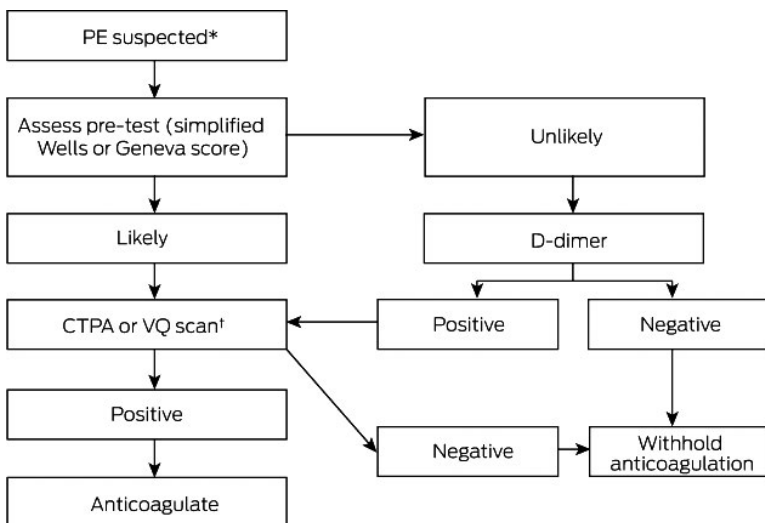 PE suspected*
Assess pre-test (simplified
Wells or Geneva score)
Unlikely
Likely
D-dimer
CTPA or VQ scan†
Positive
Negative
Positive
Negative
Withhold
anticoagulation
Anticoagulate